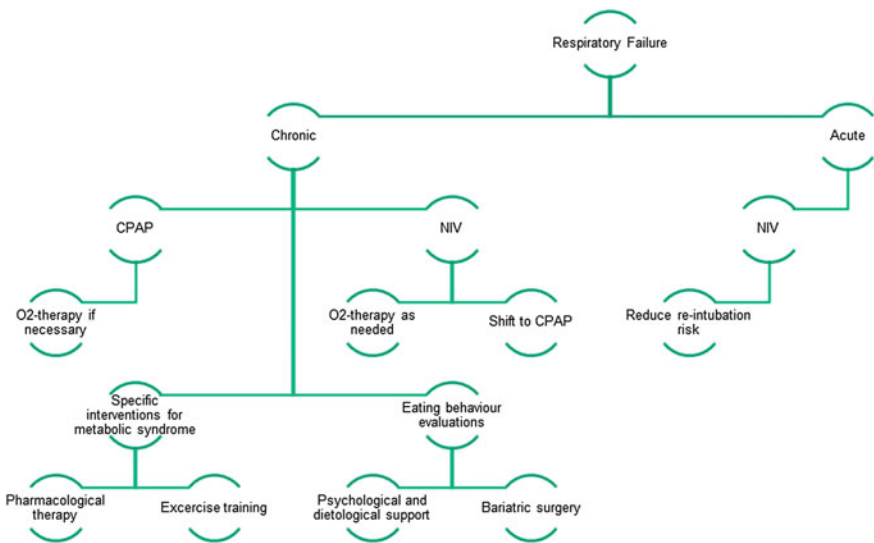 Respiratory Failure
Chronic
Acute
CPAP
NIV
NIV
O2-therapy if
necessary
O2-therapy as
needed
Shift to CPAP
Reduce re-intubation
risk
Specific
interventions for
metabolic syndrome
Eating behaviour
evaluations
Pharmacological
therapy
Excercise training
Psychological and
dietological support
Bariatric surgery